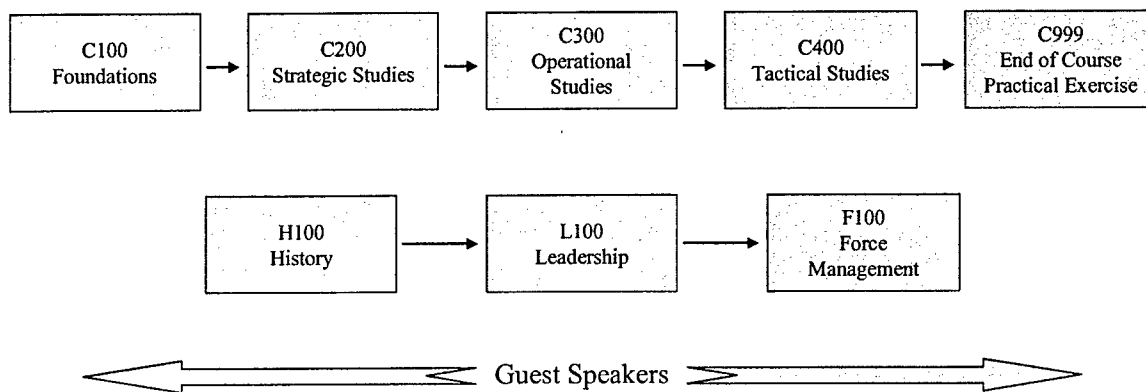 C100
Foundations
C200
Strategic Studies
C300
Operational
Studies
C400
Tactical Studies
C999
End of Course
Practical Exercise
H100
History
L100
Leadership
F100
Force
Management
Guest Speakers